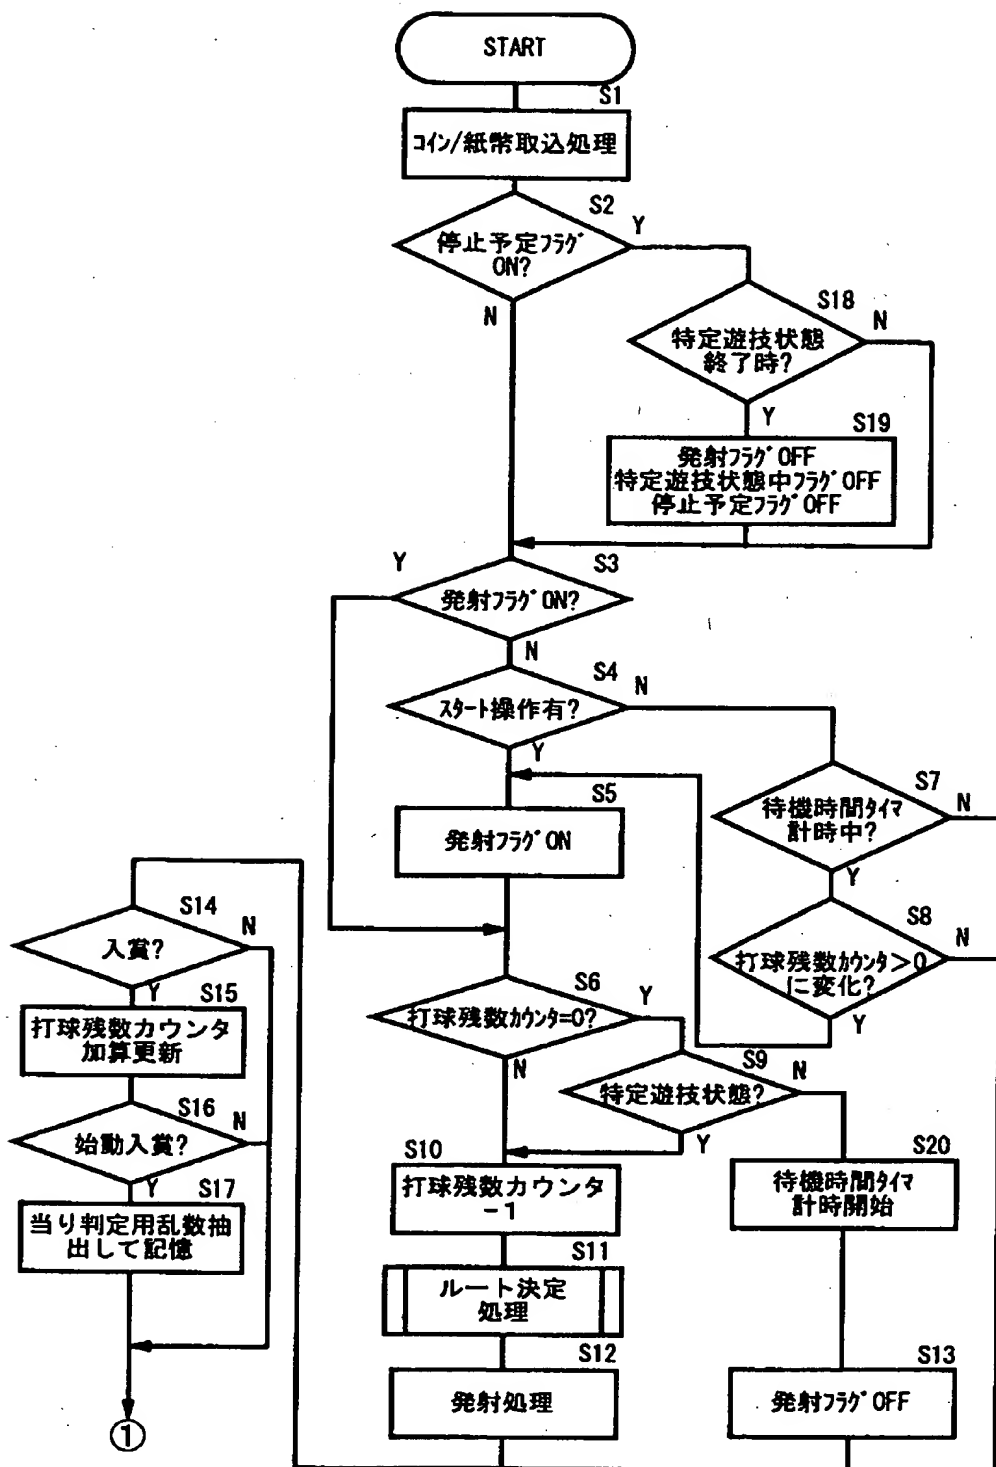 START
S1
コイン/紙幣取込処理
S2
停止予定フラグ
ON?
Y
N
S18
特定遊技状態
終了時?
N
Y
S19
発射フラグOFF
特定遊技状態中フラグOFF
停止予定フラグOFF
S3
発射フラグON?
Y
N
S4
スタート操作有?
N
Y
S5
発射フラグON
S7
待機時間タイマ
計時中?
N
Y
S8
打球残数カウンタ>0
に変化?
N
Y
S6
打球残数カウンタ=0?
Y
N
S9
特定遊技状態?
N
Y
S10
打球残数カウンタ
-1
S11
ルート決定
処理
S12
発射処理
S20
待機時間タイマ
計時開始
S13
発射フラグOFF
S14
入賞?
N
Y
S15
打球残数カウンタ
加算更新
S16
始動入賞?
N
Y
S17
当り判定用乱数抽
出して記憶
①